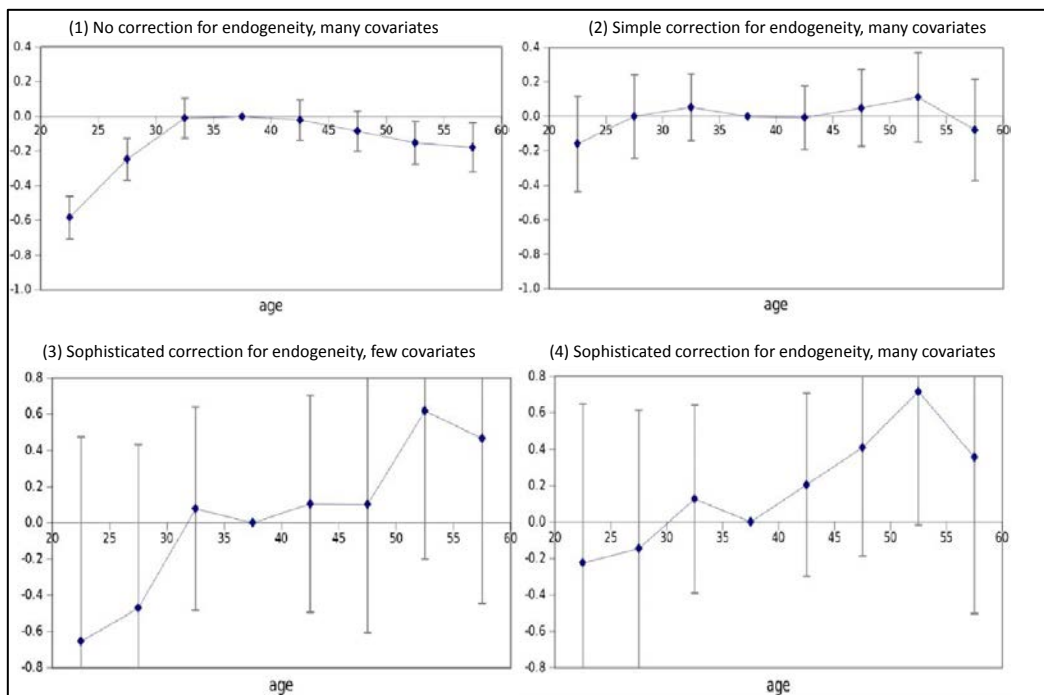 (1) No correction for endogeneity, many covariates
0.4
0.2
0.0
-0.2
-0.4
-0.6
-0.8
-1.0
20 25 30 35 40 45 50 55 60
age
(2) Simple correction for endogeneity, many covariates
0.4
0.2
0.0
-0.2
-0.4
-0.6
-0.8
-1.0
20 25 30 35 40 45 50 55 60
age
(3) Sophisticated correction for endogeneity, few covariates
0.8
0.6
0.4
0.2
0.0
-0.2
-0.4
-0.6
-0.8
20 25 30 35 40 45 50 55 60
age
(4) Sophisticated correction for endogeneity, many covariates
0.8
0.6
0.4
0.2
0.0
-0.2
-0.4
-0.6
-0.8
20 25 30 35 40 45 50 55 60
age